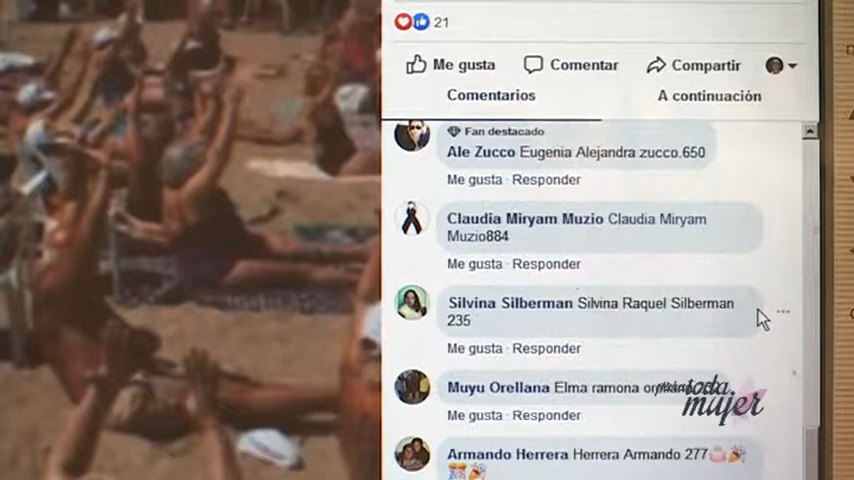 21
Me gusta Comentar Compartir
Comentarios A continuación
Fan destacado
Ale Zucco Eugenia Alejandra zucco.650
Me gusta · Responder
Claudia Miryam Muzio Claudia Miryam
Muzio884
Me gusta · Responder
Silvina Silberman Silvina Raquel Silberman
235
Me gusta · Responder
Muyu Orellana Elma ramona
Me gusta · Responder
toda
mujer
Armando Herrera Herrera Armando 277